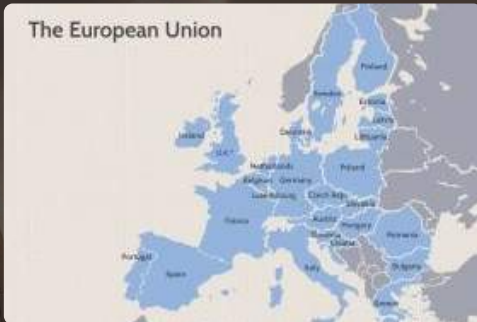 The European Union
Finland
Sweden
Estonia
Latvia
Lithuania
Denmark
Ireland
U.K.*
Netherlands
Poland
Belgium
Germany
Luxembourg
Czech Rep.
Slovakia
France
Austria
Hungary
Romania
Slovenia
Croatia
Portugal
Spain
Italy
Bulgaria
Greece